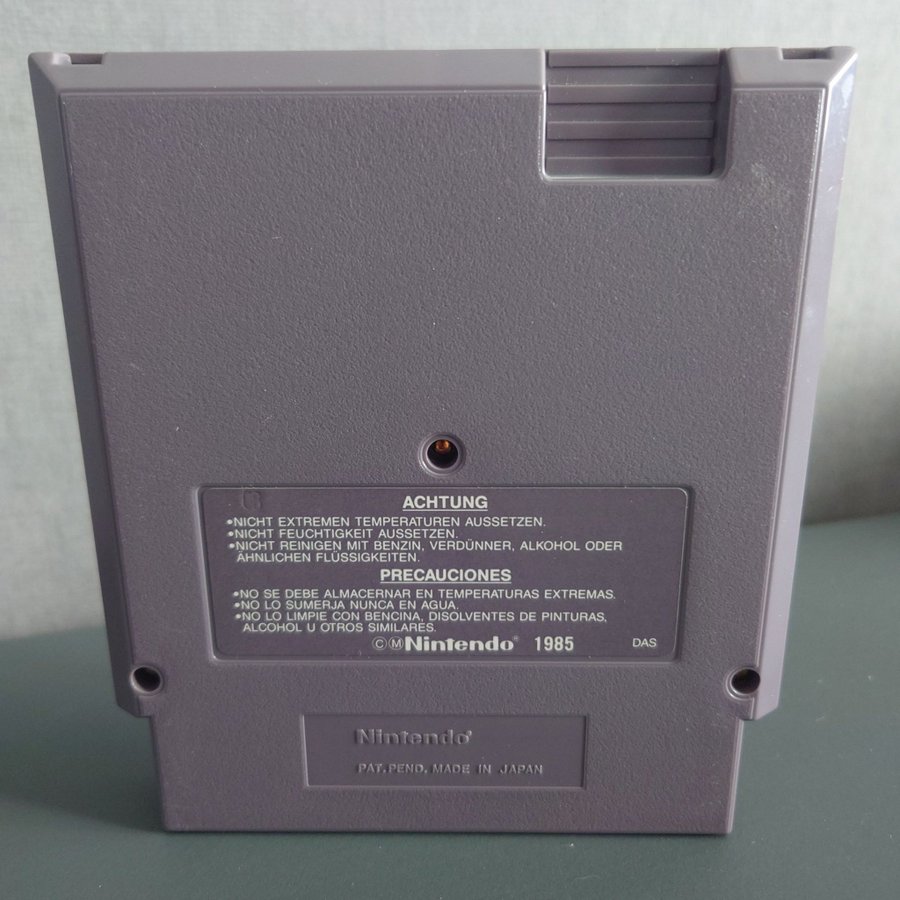 ACHTUNG
•NICHT EXTREMEN TEMPERATUREN AUSSETZEN.
•NICHT FEUCHTIGKEIT AUSSETZEN.
•NICHT REINIGEN MIT BENZIN, VERDÜNNER, ALKOHOL ODER
ÄHNLICHEN FLÜSSIGKEITEN.
PRECAUCIONES
•NO SE DEBE ALMACERNAR EN TEMPERATURAS EXTREMAS.
•NO LO SUMERJA NUNCA EN AGUA.
•NO LO LIMPIE CON BENCINA, DISOLVENTES DE PINTURAS,
ALCOHOL U OTROS SIMILARES.
©Ⓜ Nintendo® 1985 DAS
Nintendo®
PAT. PEND. MADE IN JAPAN